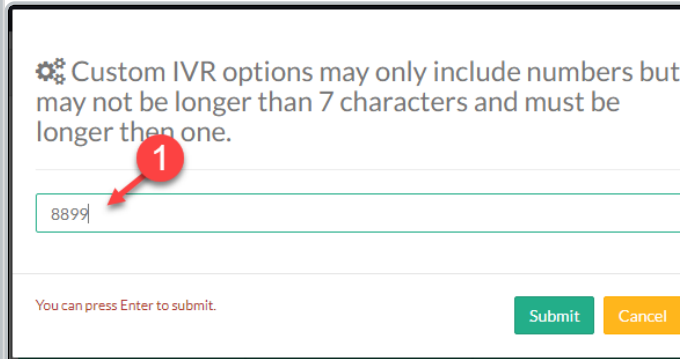 Custom IVR options may only include numbers but
may not be longer than 7 characters and must be
longer then one.
1
8899
You can press Enter to submit.
Submit Cancel